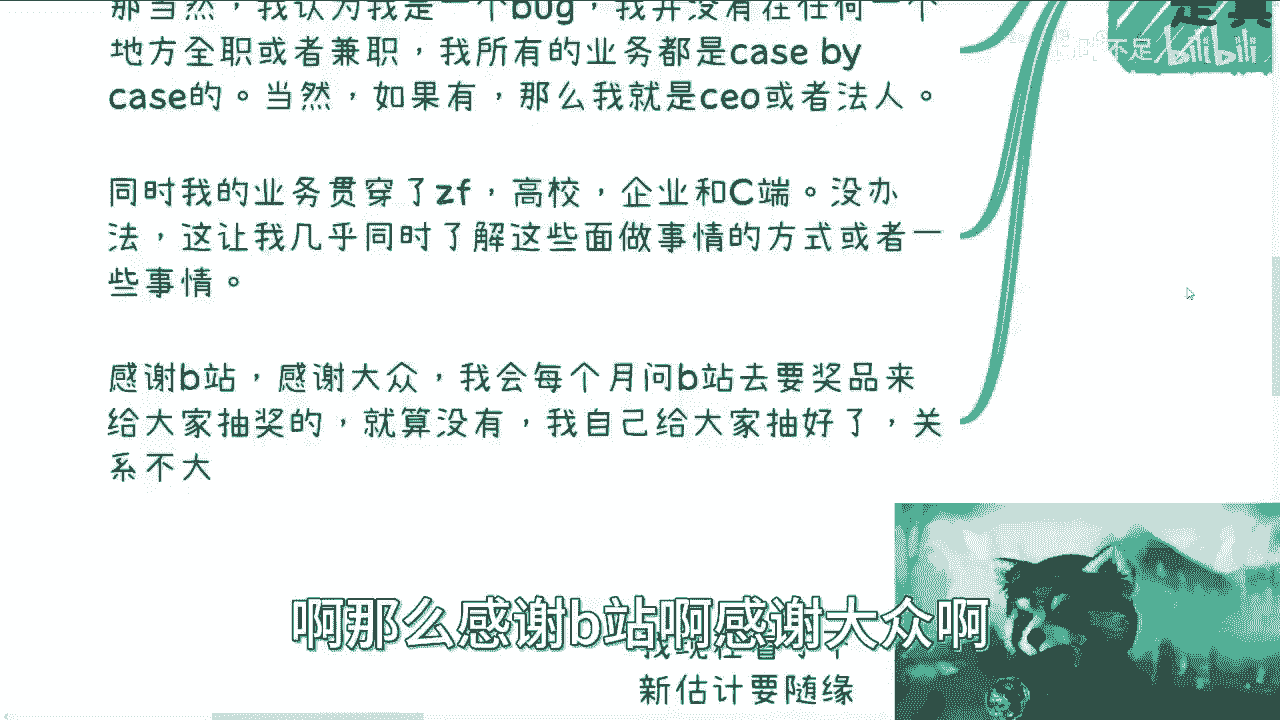 那当然，我认为我是一个bug，我并没有在任何一个
地方全职或者兼职，我所有的业务都是case by
case的。当然，如果有，那么我就是ceo或者法人。
同时我的业务贯穿了zf，高校，企业和C端。没办
法，这让我几乎同时了解这些面做事情的方式或者一
些事情。
感谢b站，感谢大众，我会每个月问b站去要奖品来
给大家抽奖的，就算没有，我自己给大家抽好了，关
系不大
是真
不足
bilibili
啊那么感谢b站啊感谢大众啊
新估计要随缘